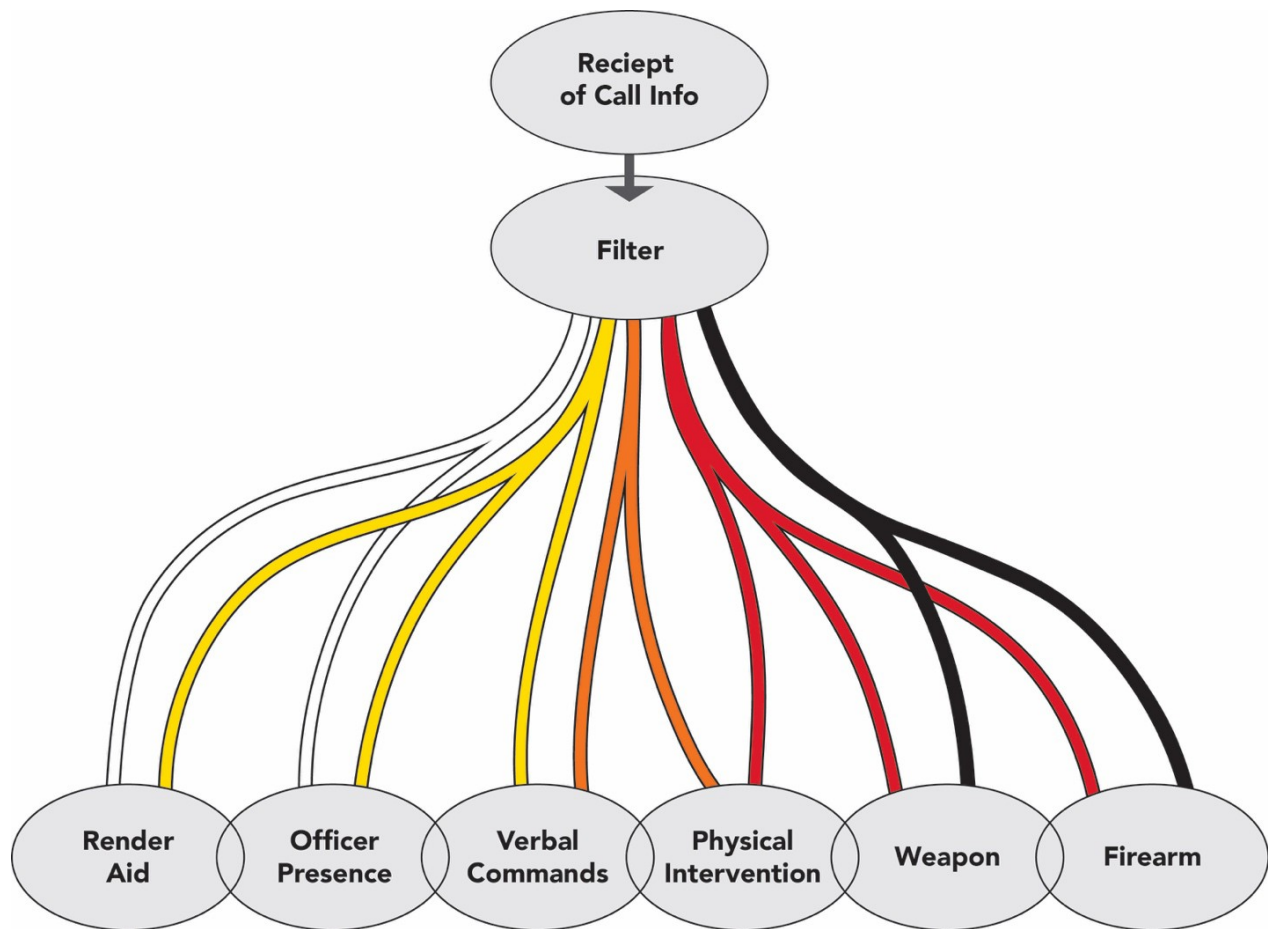 Reciept
of Call Info
Filter
Render
Aid
Officer
Presence
Verbal
Commands
Physical
Intervention
Weapon
Firearm